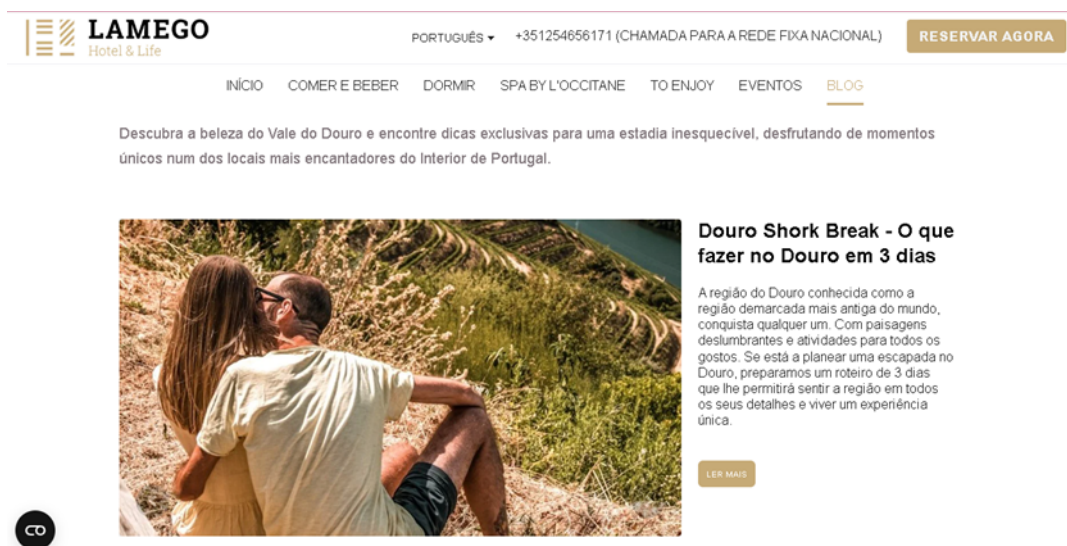 LAMEGO
Hotel & Life
PORTUGUÊS
+351254656171 (CHAMADA PARA A REDE FIXA NACIONAL)
RESERVAR AGORA
INÍCIO
COMER E BEBER
DORMIR
SPA BY L'OCCITANE
TO ENJOY
EVENTOS
BLOG
Descubra a beleza do Vale do Douro e encontre dicas exclusivas para uma estadia inesquecível, desfrutando de momentos
únicos num dos locais mais encantadores do Interior de Portugal.
Douro Shork Break - O que
fazer no Douro em 3 dias
A região do Douro conhecida como a
região demarcada mais antiga do mundo,
conquista qualquer um. Com paisagens
deslumbrantes e atividades para todos os
gostos. Se está a planear uma escapada no
Douro, preparamos um roteiro de 3 dias
que lhe permitirá sentir a região em todos
os seus detalhes e viver um experiência
única.
LER MAIS